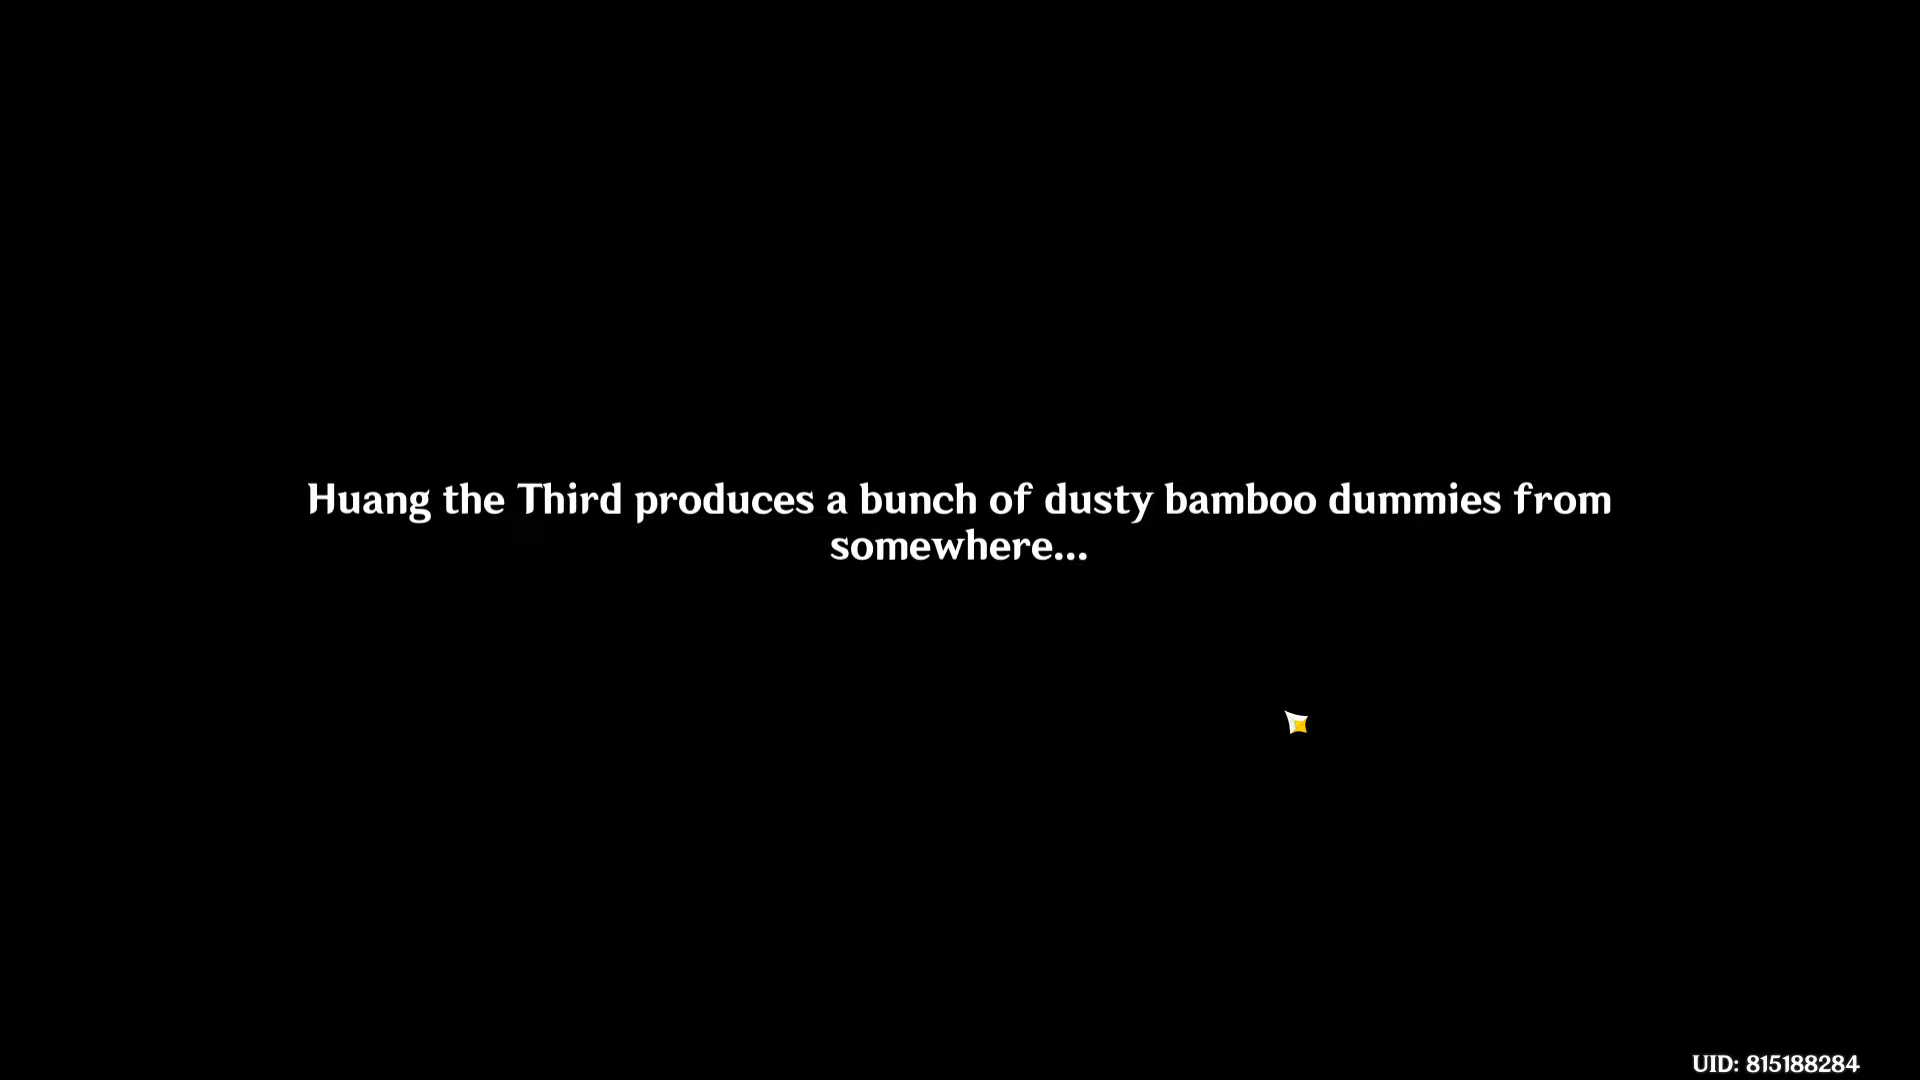 Huang the Third produces a bunch of dusty bamboo dummies from
somewhere...
UID: 815188284